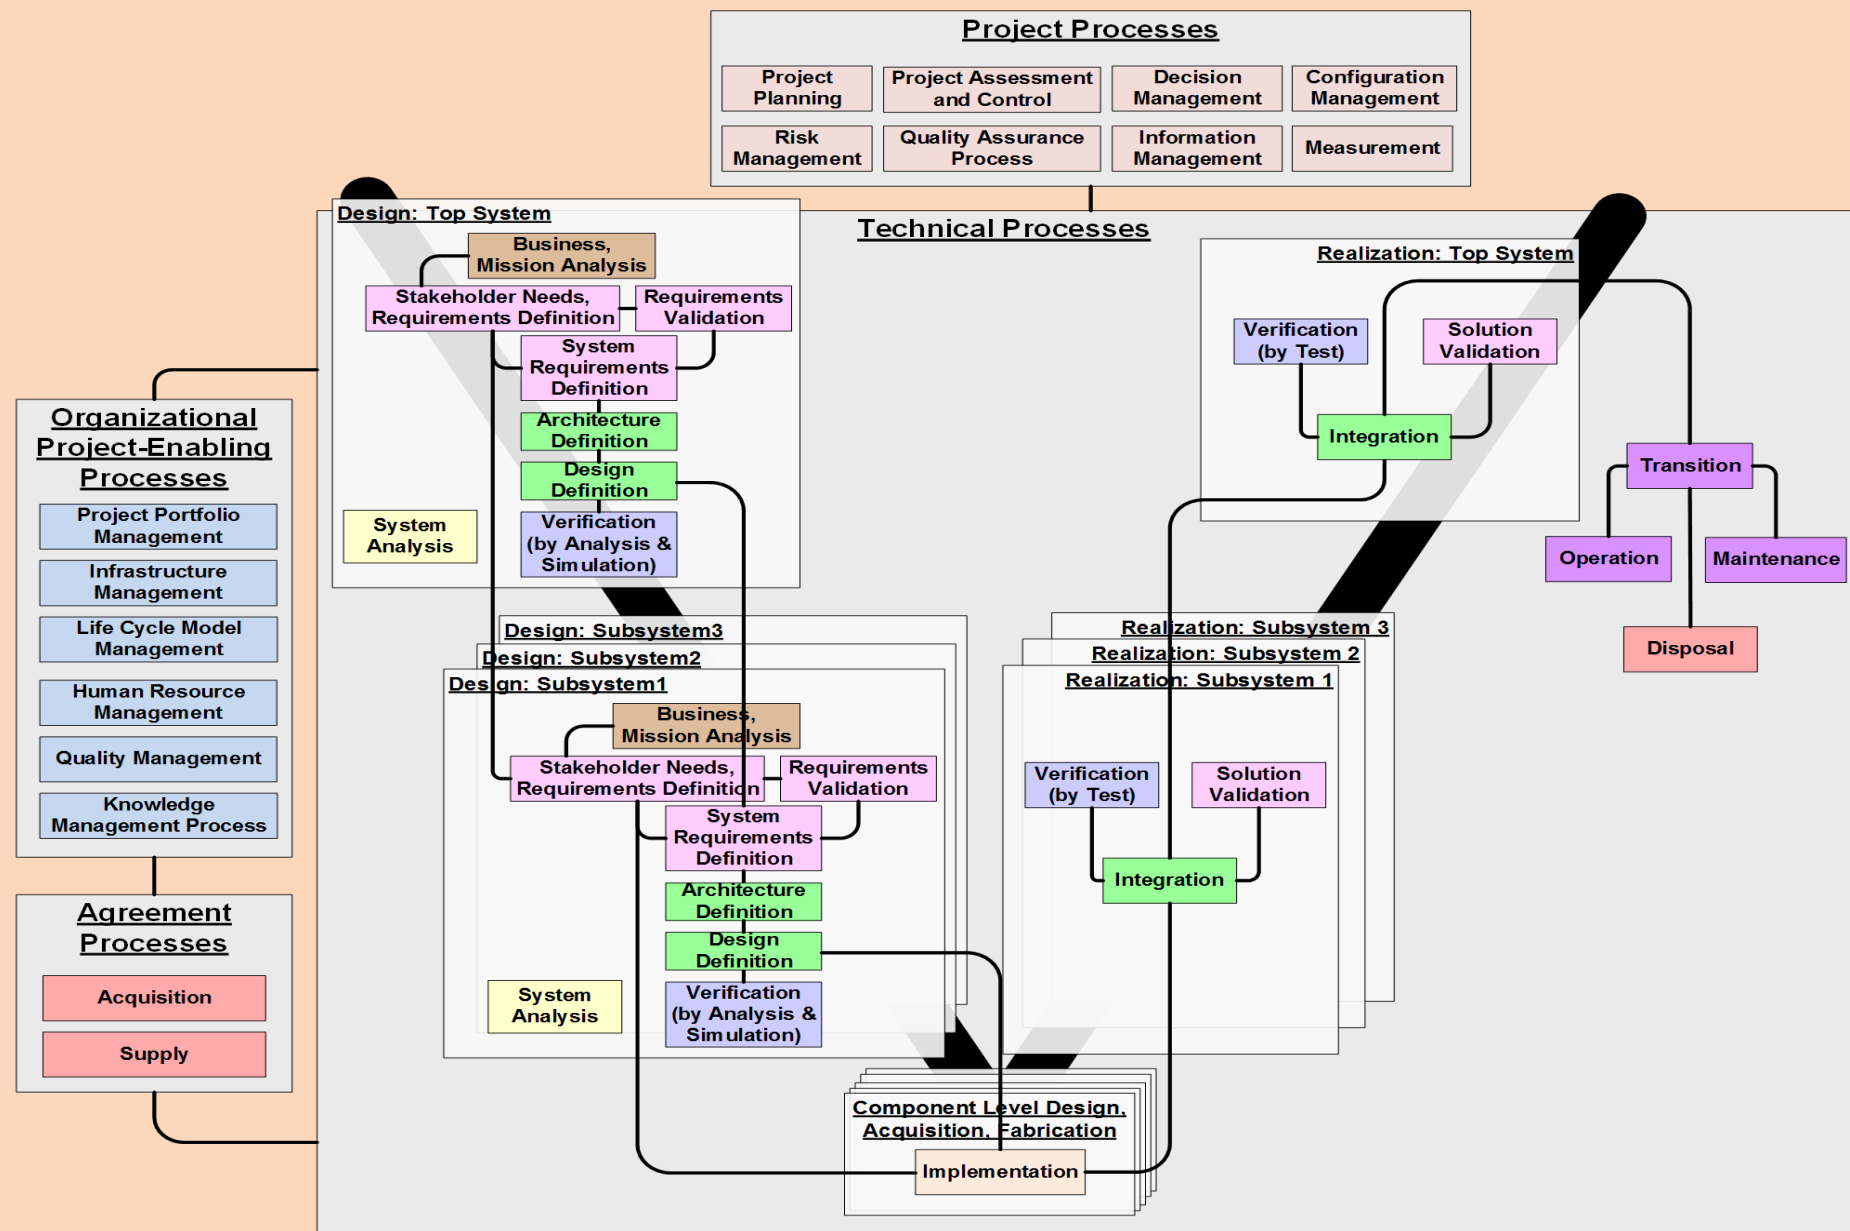 Project Processes
Project
Planning
Project Assessment
and Control
Decision
Management
Configuration
Management
Risk
Management
Quality Assurance
Process
Information
Management
Measurement
Technical Processes
Design: Top System
Business,
Mission Analysis
Stakeholder Needs,
Requirements Definition
Requirements
Validation
System
Requirements
Definition
Architecture
Definition
Design
Definition
Verification
(by Analysis &
Simulation)
System
Analysis
Realization: Top System
Verification
(by Test)
Solution
Validation
Integration
Transition
Operation
Maintenance
Disposal
Organizational
Project-Enabling
Processes
Project Portfolio
Management
Infrastructure
Management
Life Cycle Model
Management
Human Resource
Management
Quality Management
Knowledge
Management Process
Agreement
Processes
Acquisition
Supply
Design: Subsystem3
Design: Subsystem2
Design: Subsystem1
Business,
Mission Analysis
Stakeholder Needs,
Requirements Definition
Requirements
Validation
System
Requirements
Definition
Architecture
Definition
Design
Definition
Verification
(by Analysis &
Simulation)
System
Analysis
Realization: Subsystem 3
Realization: Subsystem 2
Realization: Subsystem 1
Verification
(by Test)
Solution
Validation
Integration
Component Level Design,
Acquisition, Fabrication
Implementation